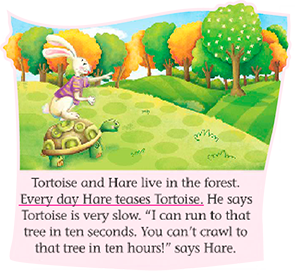 Tortoise and Hare live in the forest.
Every day Hare teases Tortoise. He says
Tortoise is very slow. “I can run to that
tree in ten seconds. You can’t crawl to
that tree in ten hours!” says Hare.